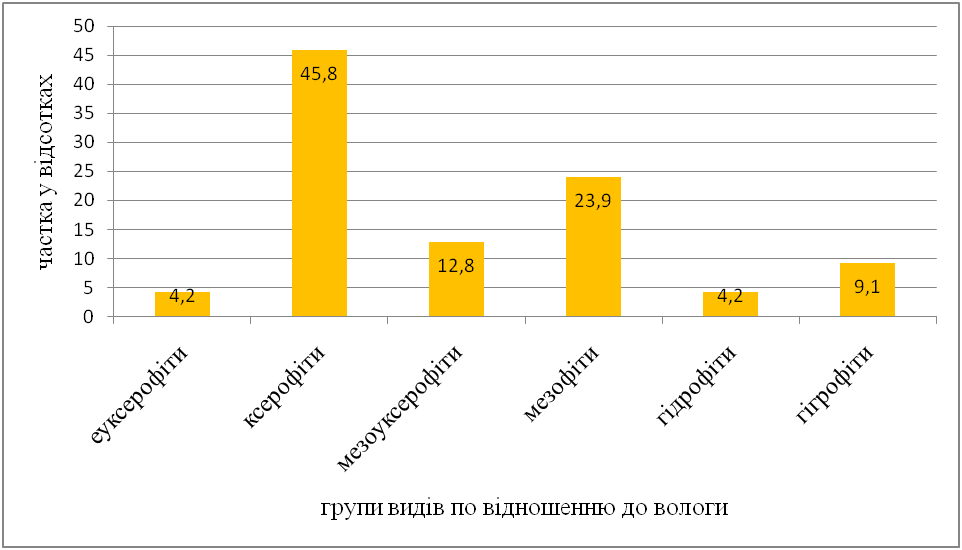 частка у відсотках
50
45
40
35
30
25
20
15
10
5
0
4,2
45,8
12,8
23,9
4,2
9,1
еуксерофіти
ксерофіти
мезоуксерофіти
мезофіти
гідрофіти
гігрофіти
групи видів по відношенню до вологи